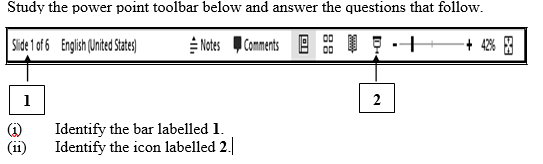 Study the power point toolbar below and answer the questions that follow.
Slide 1 of 6 English (United States) Notes Comments - + 42%
1 2
(i) Identify the bar labelled 1.
(ii) Identify the icon labelled 2.